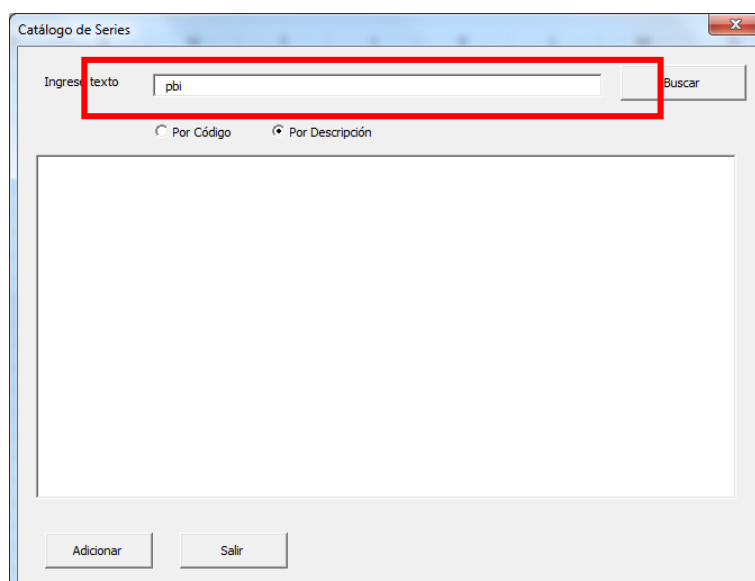 Catálogo de Series
Ingrese texto pbi Buscar
Por Código Por Descripción
Adicionar Salir